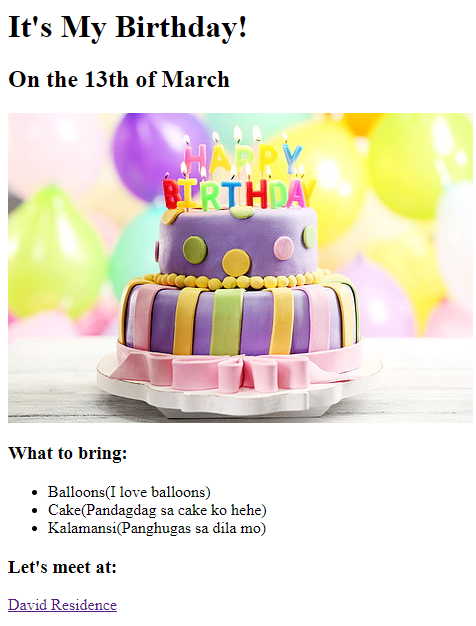 It's My Birthday!
On the 13th of March
HAPPY
BIRTHDAY
What to bring:
Balloons(I love balloons)
Cake(Pandagdag sa cake ko hehe)
Kalamansi(Panghugas sa dila mo)
Let's meet at:
David Residence